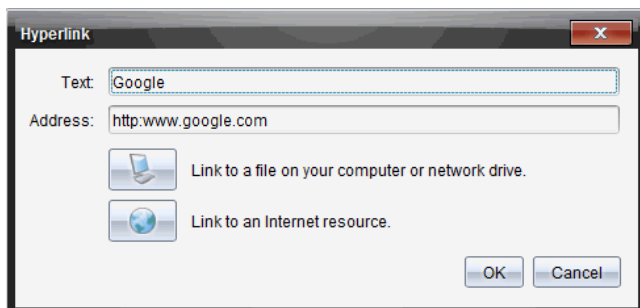 Hyperlink
Text: Google
Address: http:www.google.com
Link to a file on your computer or network drive.
Link to an Internet resource.
OK Cancel